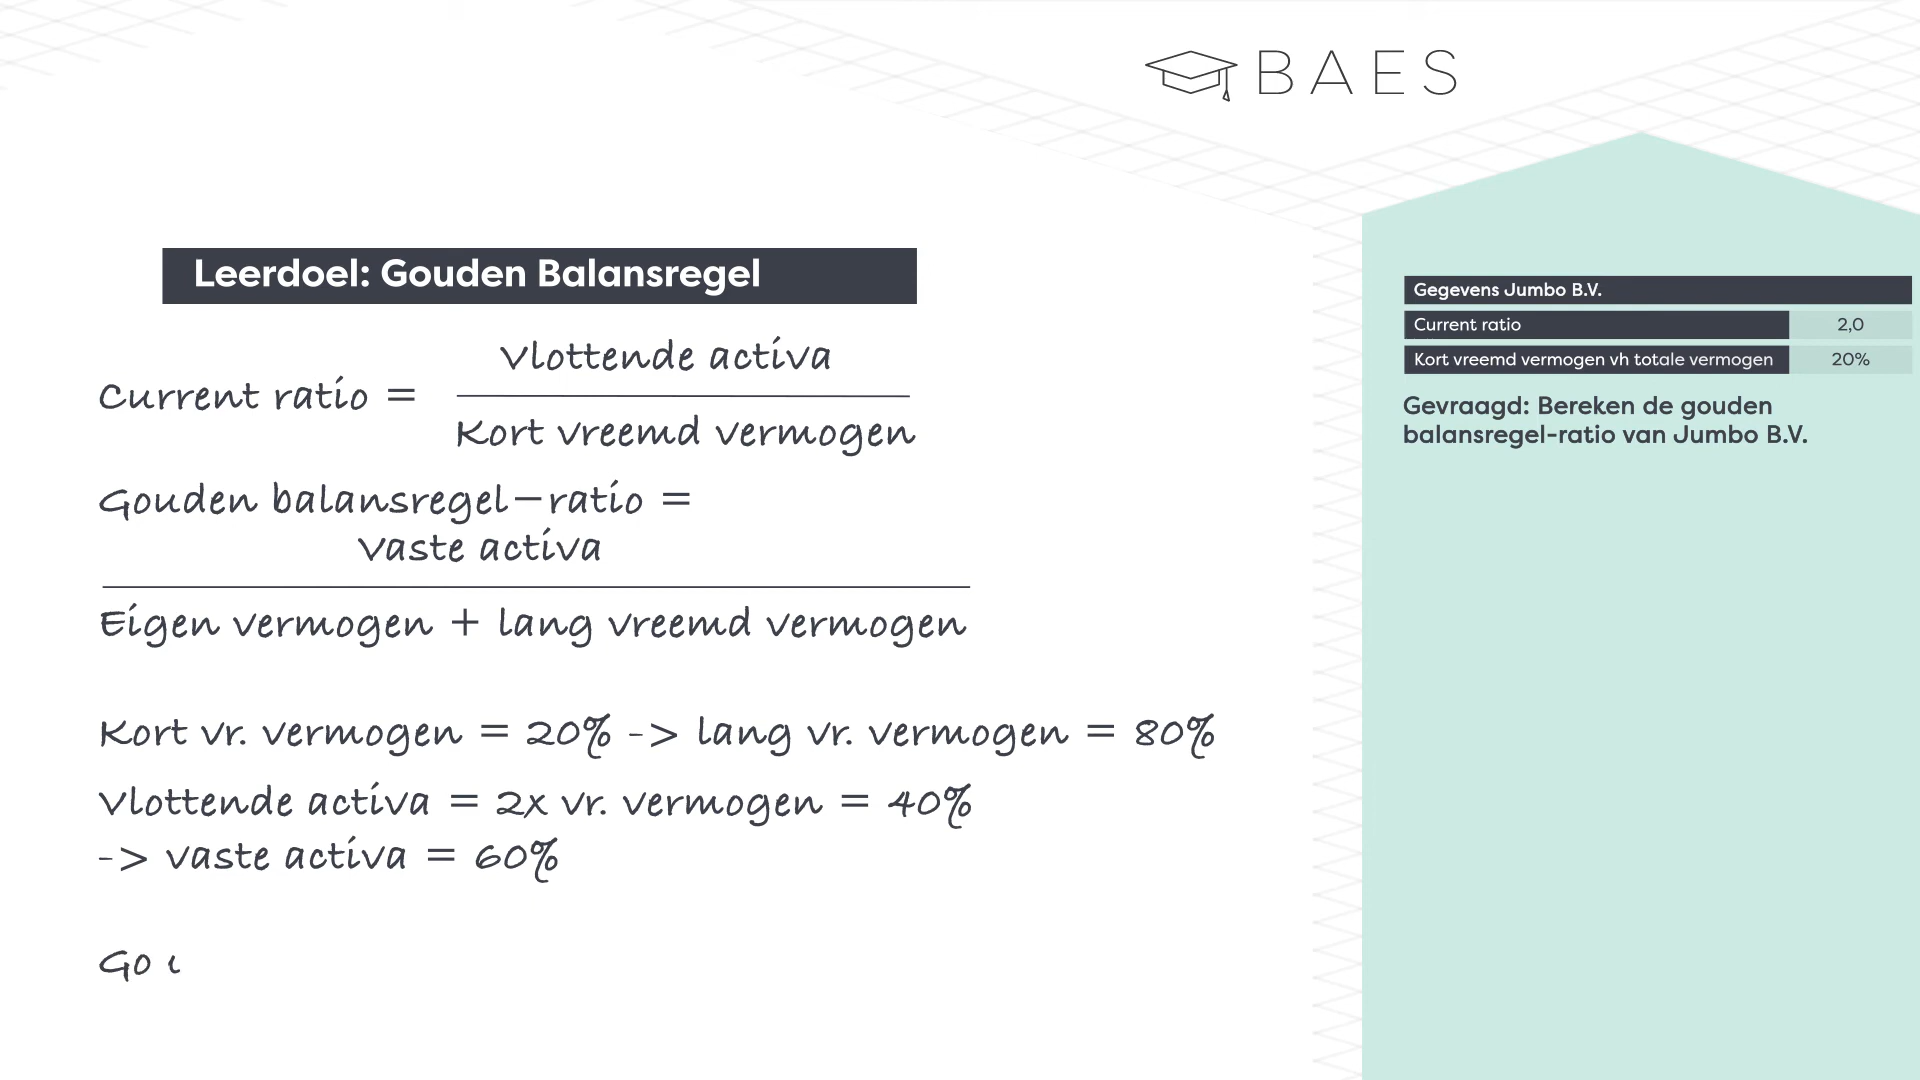 BAES
Leerdoel: Gouden Balansregel
Vlottende activa
Current ratio =
Kort vreemd vermogen
Gouden balansregel-ratio =
Vaste activa
Eigen vermogen + lang vreemd vermogen
Kort vr. vermogen = 20% -> lang vr. vermogen = 80%
Vlottende activa = 2x vr. vermogen = 40%
-> vaste activa = 60%
Go
Gegevens Jumbo B.V.
Current ratio 2,0
Kort vreemd vermogen vh totale vermogen 20%
Gevraagd: Bereken de gouden
balansregel-ratio van Jumbo B.V.